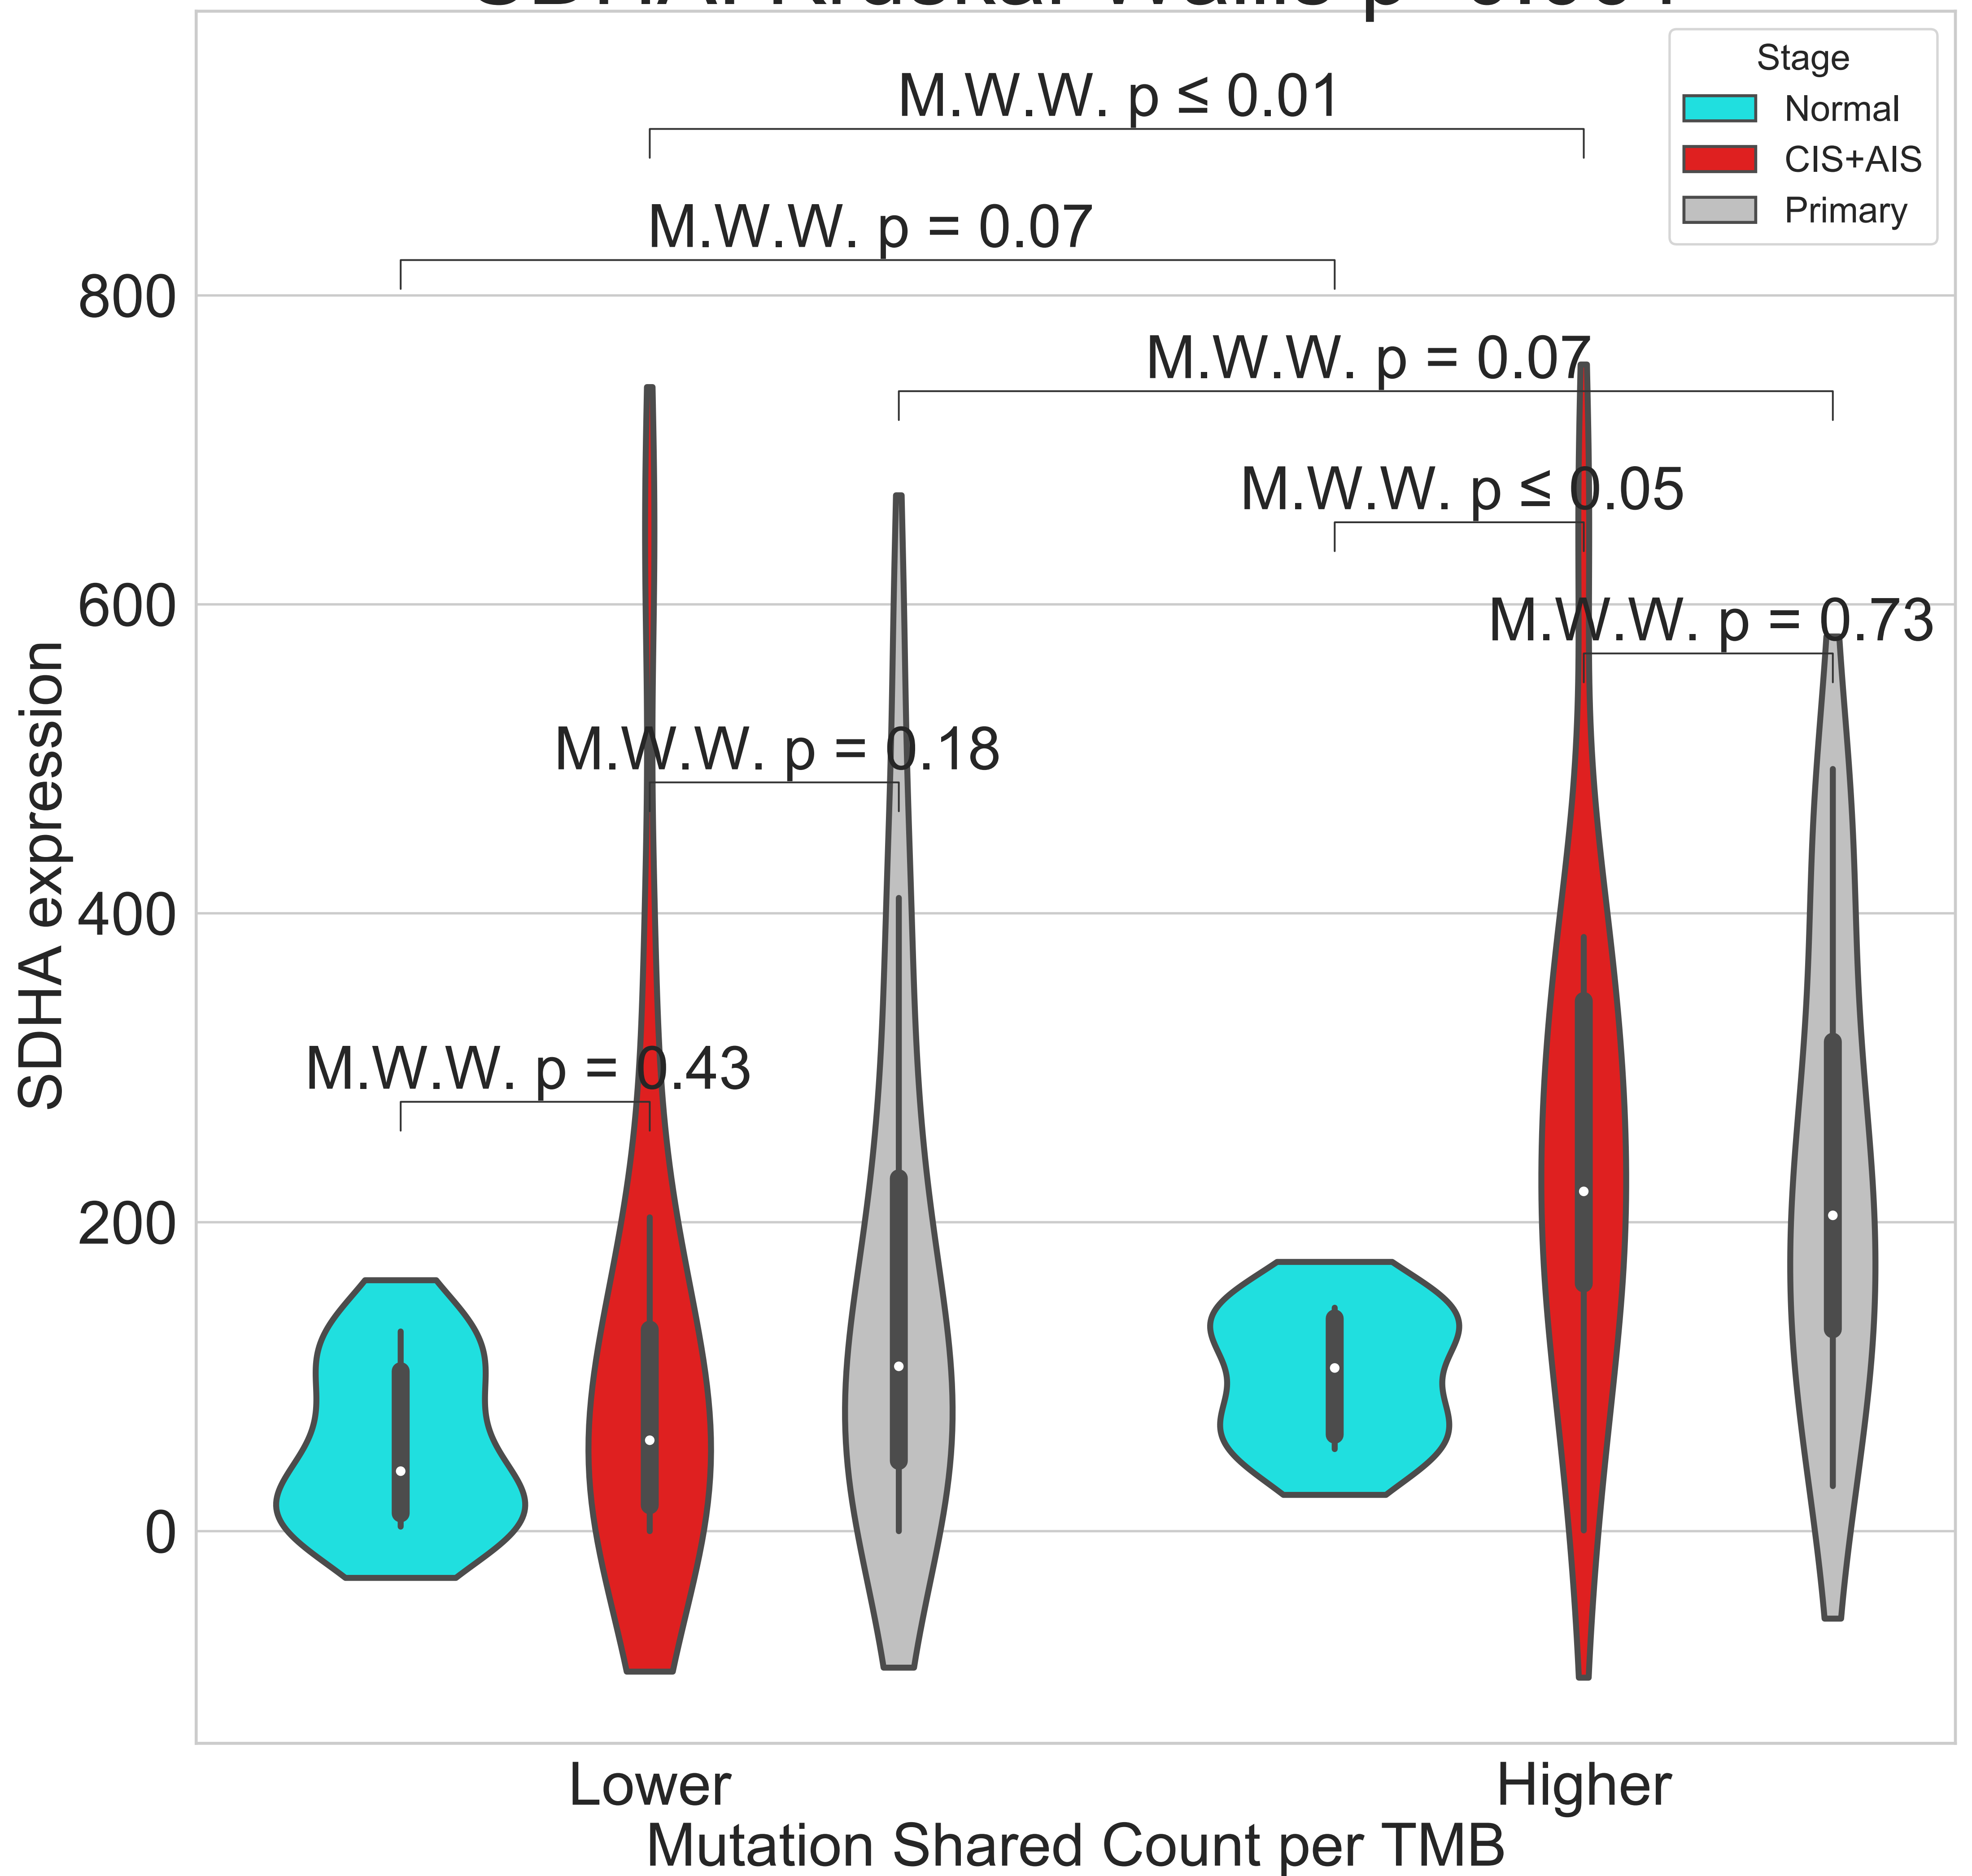 Stage
Normal
CIS+AIS
Primary
M.W.W. p ≤ 0.01
M.W.W. p = 0.07
M.W.W. p = 0.07
M.W.W. p ≤ 0.05
M.W.W. p = 0.73
M.W.W. p = 0.18
M.W.W. p = 0.43
800
600
400
200
0
SDHA expression
Lower
Higher
Mutation Shared Count per TMB